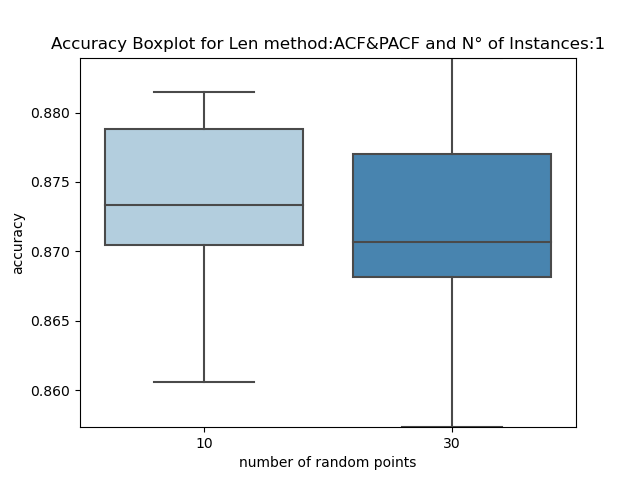 Accuracy Boxplot for Len method:ACF&PACF and N° of Instances:1
0.880
0.875
0.870
0.865
0.860
accuracy
10
30
number of random points